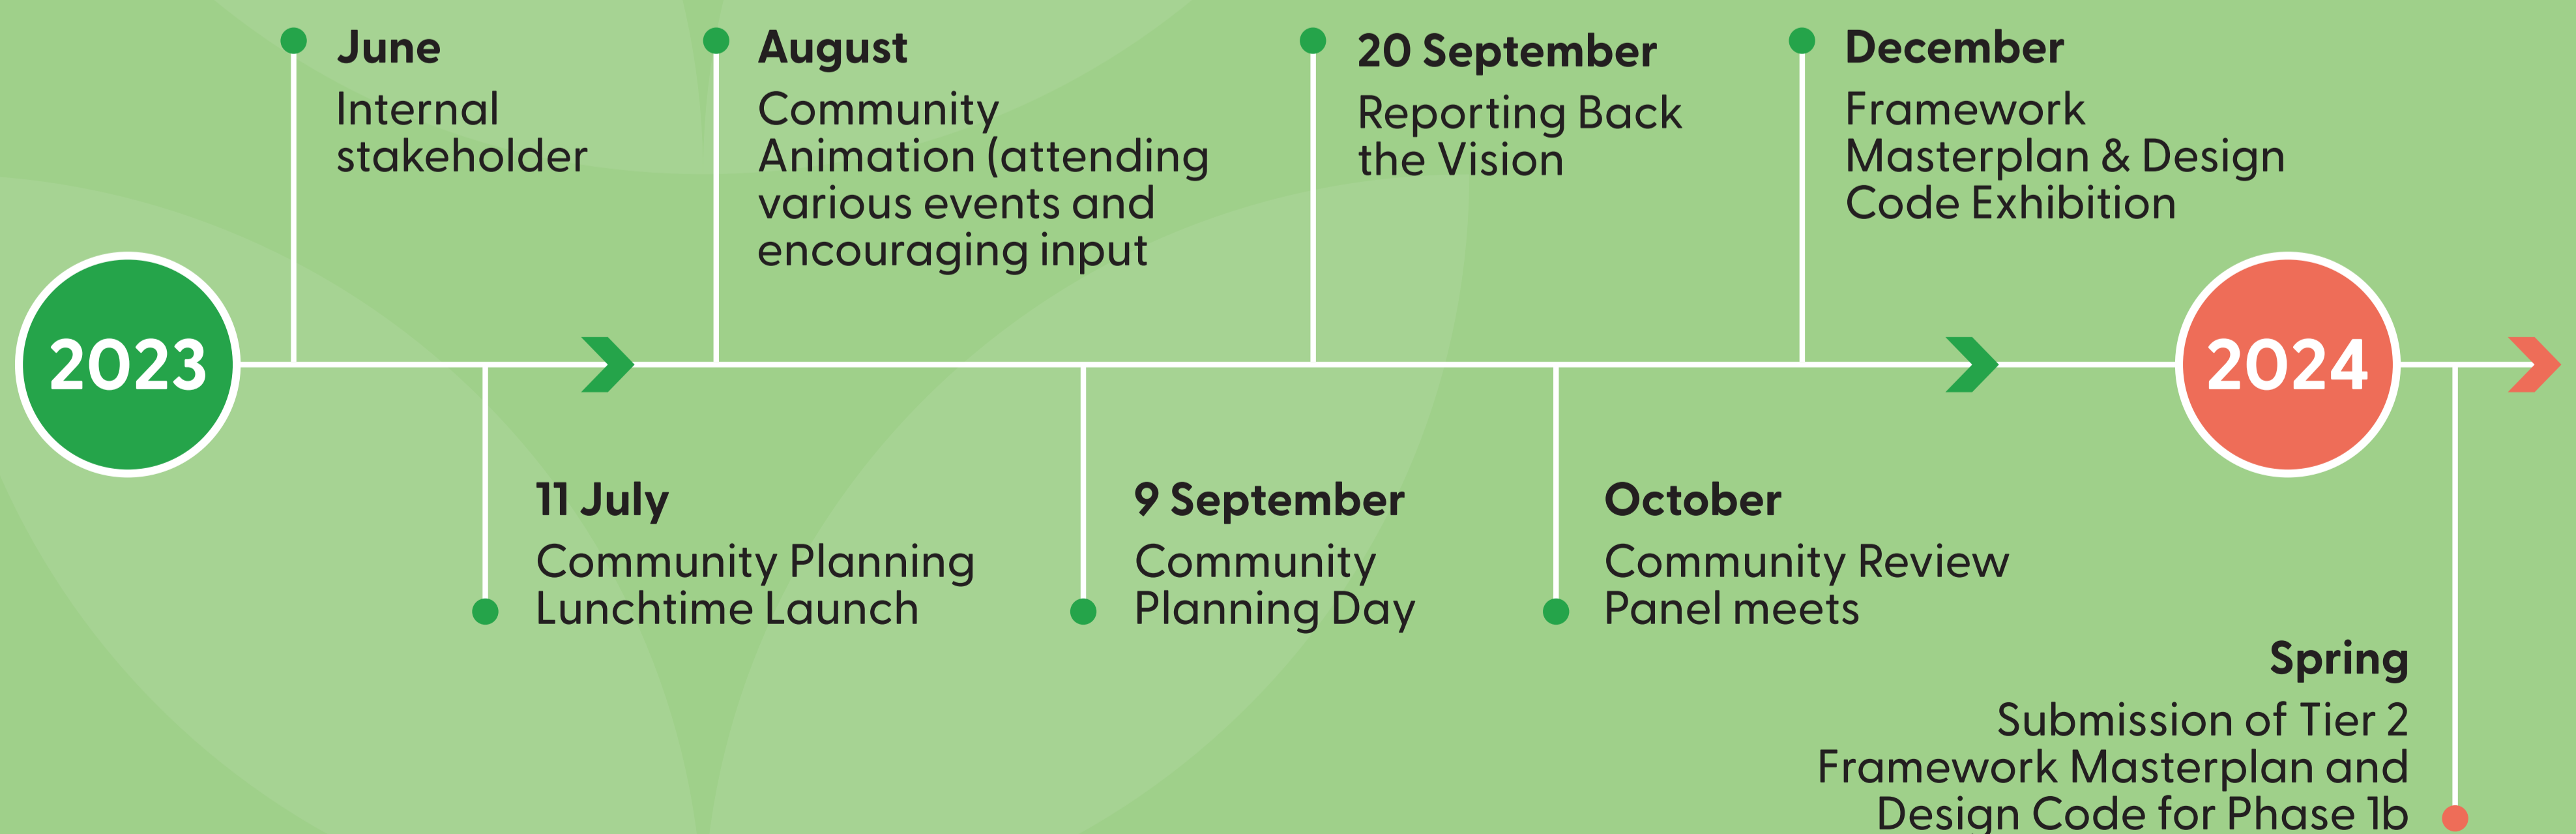 2023
June
Internal
stakeholder
11 July
Community Planning
Lunchtime Launch
August
Community
Animation (attending
various events and
encouraging input
9 September
Community
Planning Day
20 September
Reporting Back
the Vision
October
Community Review
Panel meets
December
Framework
Masterplan & Design
Code Exhibition
2024
Spring
Submission of Tier 2
Framework Masterplan and
Design Code for Phase 1b